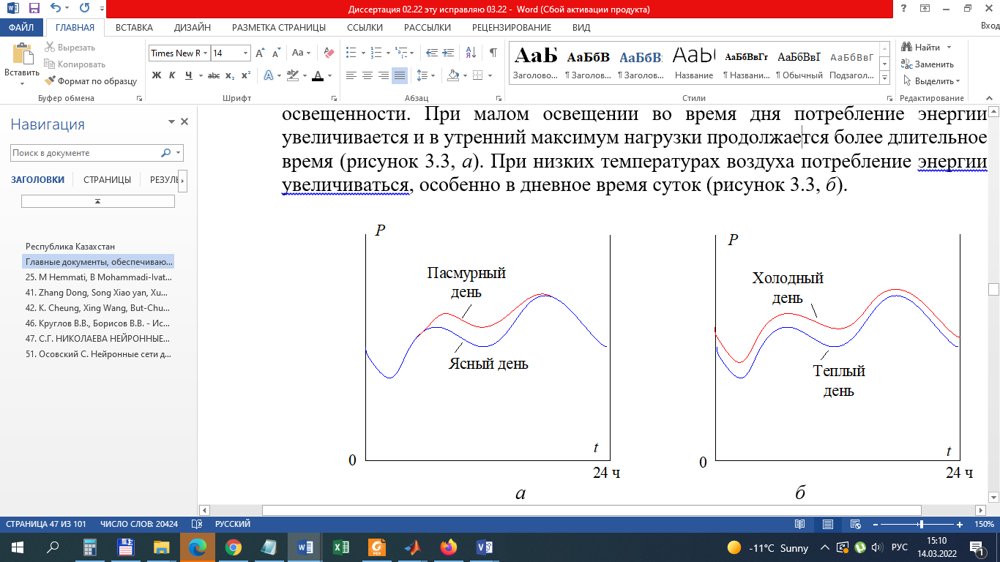 Диссертация 02.22 эту исправляю 03.22 - Word (Сбой активации продукта)
ФАЙЛ ГЛАВНАЯ ВСТАВКА ДИЗАЙН РАЗМЕТКА СТРАНИЦЫ ССЫЛКИ РАССЫЛКИ РЕЦЕНЗИРОВАНИЕ ВИД Вход
Вставить
Вырезать
Копировать
Формат по образцу
Буфер обмена
Times New R 14
Ж К Ч abc x₂ x²
Шрифт
Абзац
АаБ АаБбВ АаБбВ: АаБ АаБбВвГг АаБбВвГ АаБбВвГ
Заголово... ¶ Заголов... ¶ Заголов... Название ¶ Названи... ¶ Обычный Подзагол...
Стили
Найти
Заменить
Выделить
Редактирование
Навигация
Поиск в документе
ЗАГОЛОВКИ СТРАНИЦЫ РЕЗУЛЬ
Республика Казахстан
Главные документы, обеспечиваю...
25. M Hemmati, B Mohammadi-Ivat...
41. Zhang Dong, Song Xiao yan, Xu...
42. K. Cheung, Xing Wang, But-Chu...
46. Круглов В.В., Борисов В.В. - Ис...
47. С.Г. НИКОЛАЕВА НЕЙРОННЫЕ...
51. Осовский С. Нейронные сети д...
освещенности. При малом освещении во время дня потребление энергии
увеличивается и в утренний максимум нагрузки продолжается более длительное
время (рисунок 3.3, а). При низких температурах воздуха потребление энергии
увеличиваться, особенно в дневное время суток (рисунок 3.3, б).
P
Пасмурный
день
Ясный день
t
0
24 ч
а
P
Холодный
день
Теплый
день
t
0
24 ч
б
СТРАНИЦА 47 ИЗ 101 ЧИСЛО СЛОВ: 20424 РУССКИЙ 150%
-11°C Sunny РУС 15:10
14.03.2022